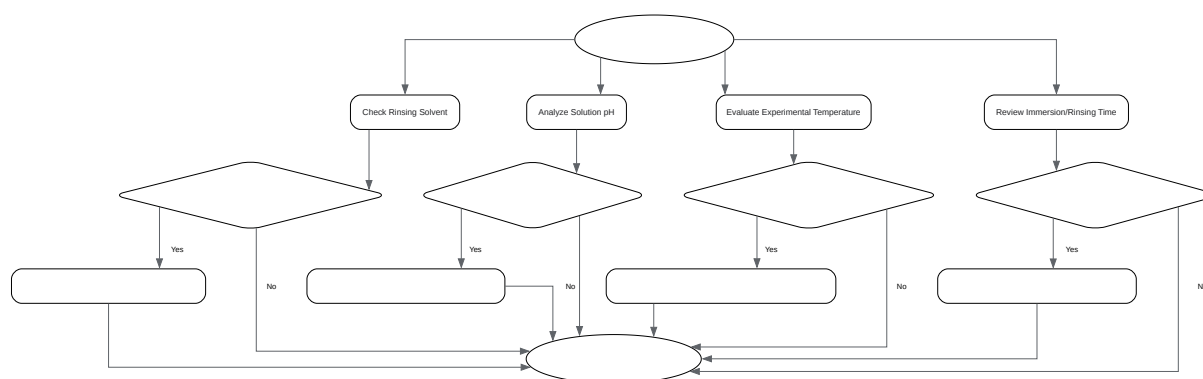 Check Rinsing Solvent
Analyze Solution pH
Evaluate Experimental Temperature
Review Immersion/Rinsing Time
Yes
Yes
Yes
Yes
No
No
No